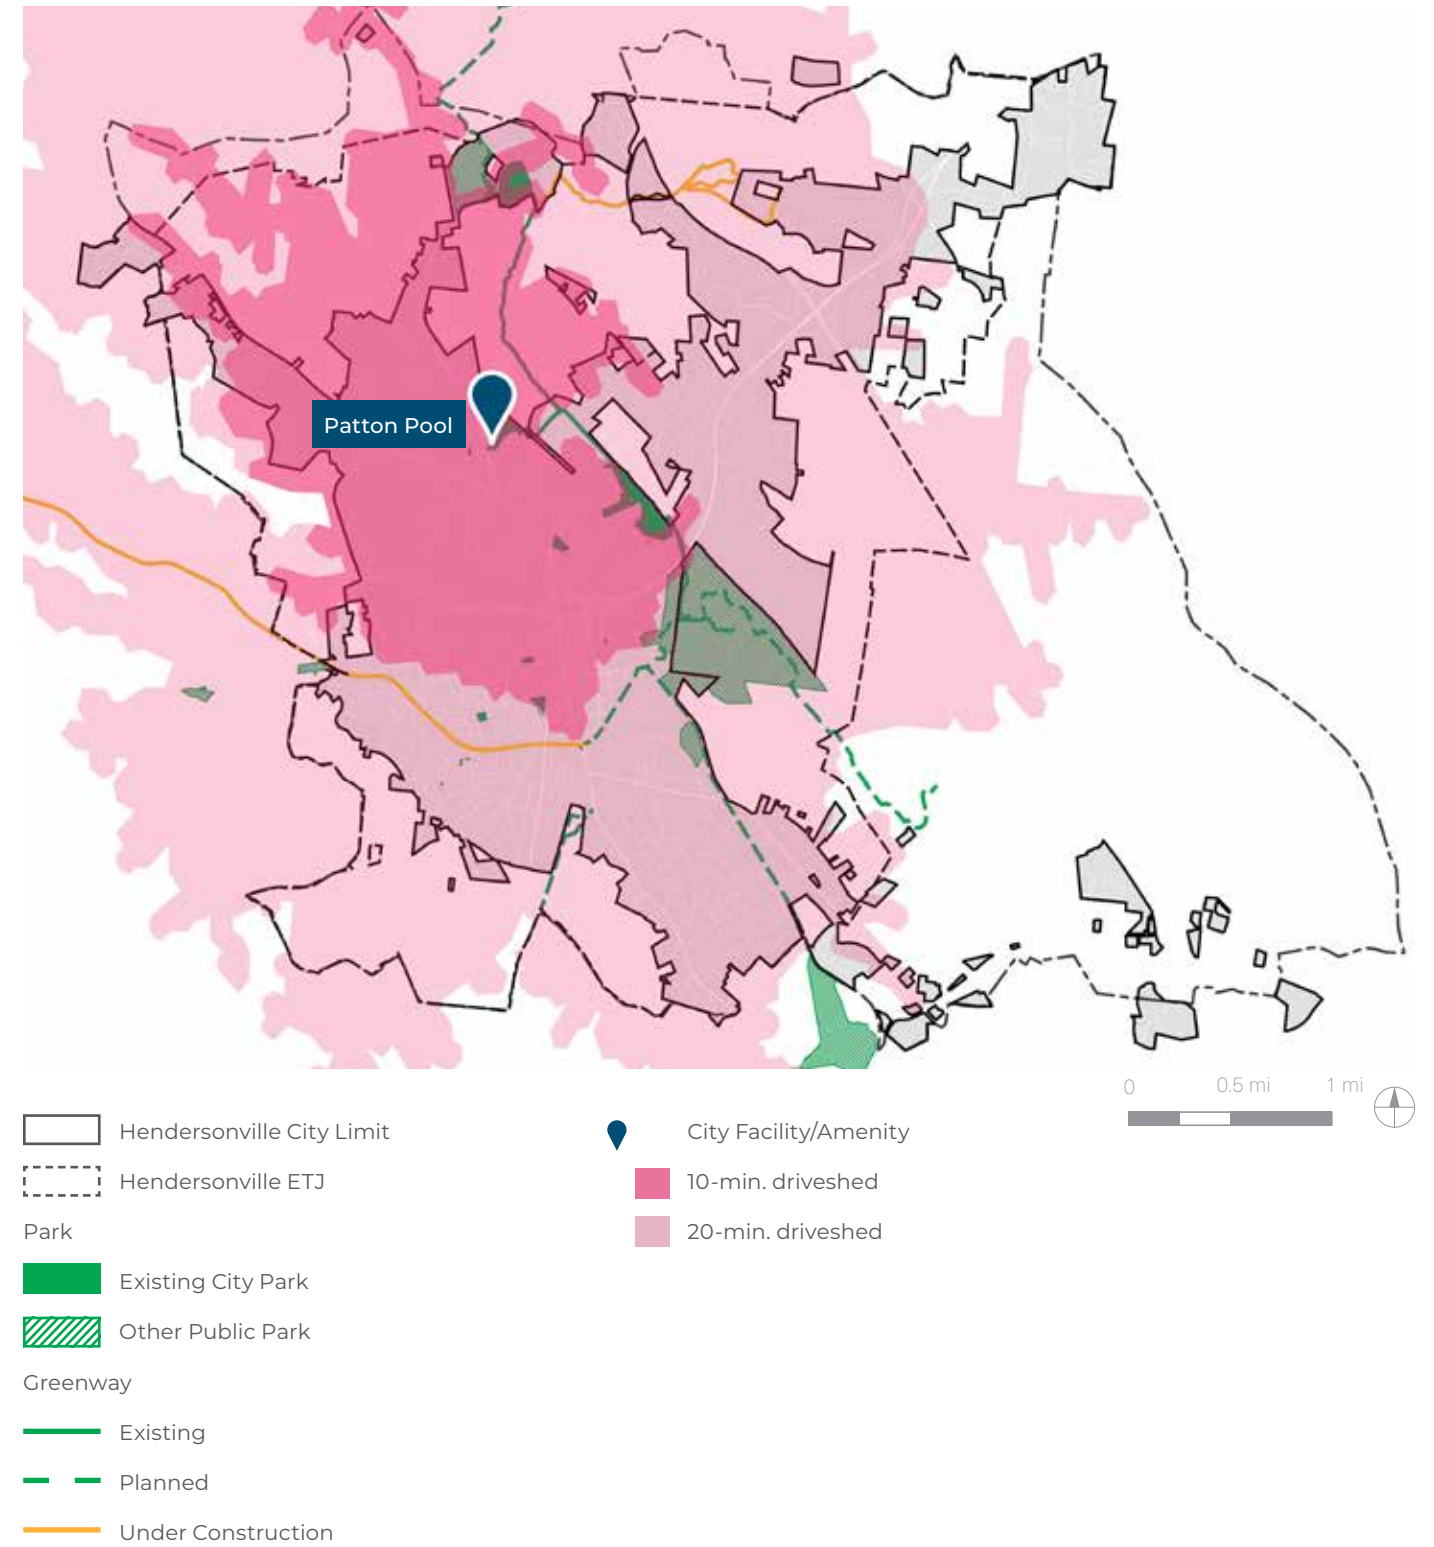 Patton Pool
0 0.5 mi 1 mi
Hendersonville City Limit
Hendersonville ETJ
Park
Existing City Park
Other Public Park
Greenway
Existing
Planned
Under Construction
City Facility/Amenity
10-min. driveshed
20-min. driveshed